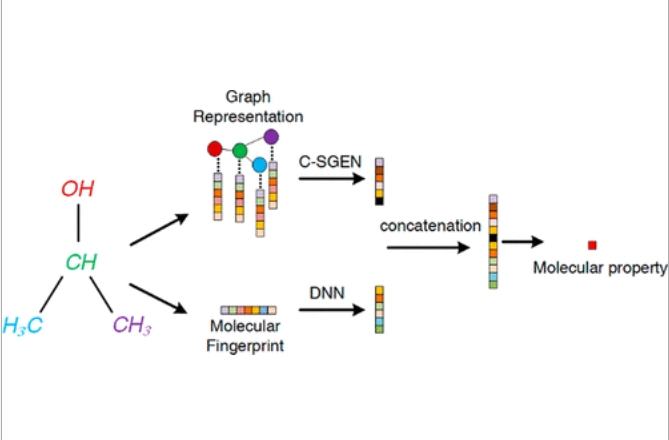 Graph
Representation
C-SGEN
OH
concatenation
CH
Molecular property
DNN
H₃C
CH₃
Molecular
Fingerprint